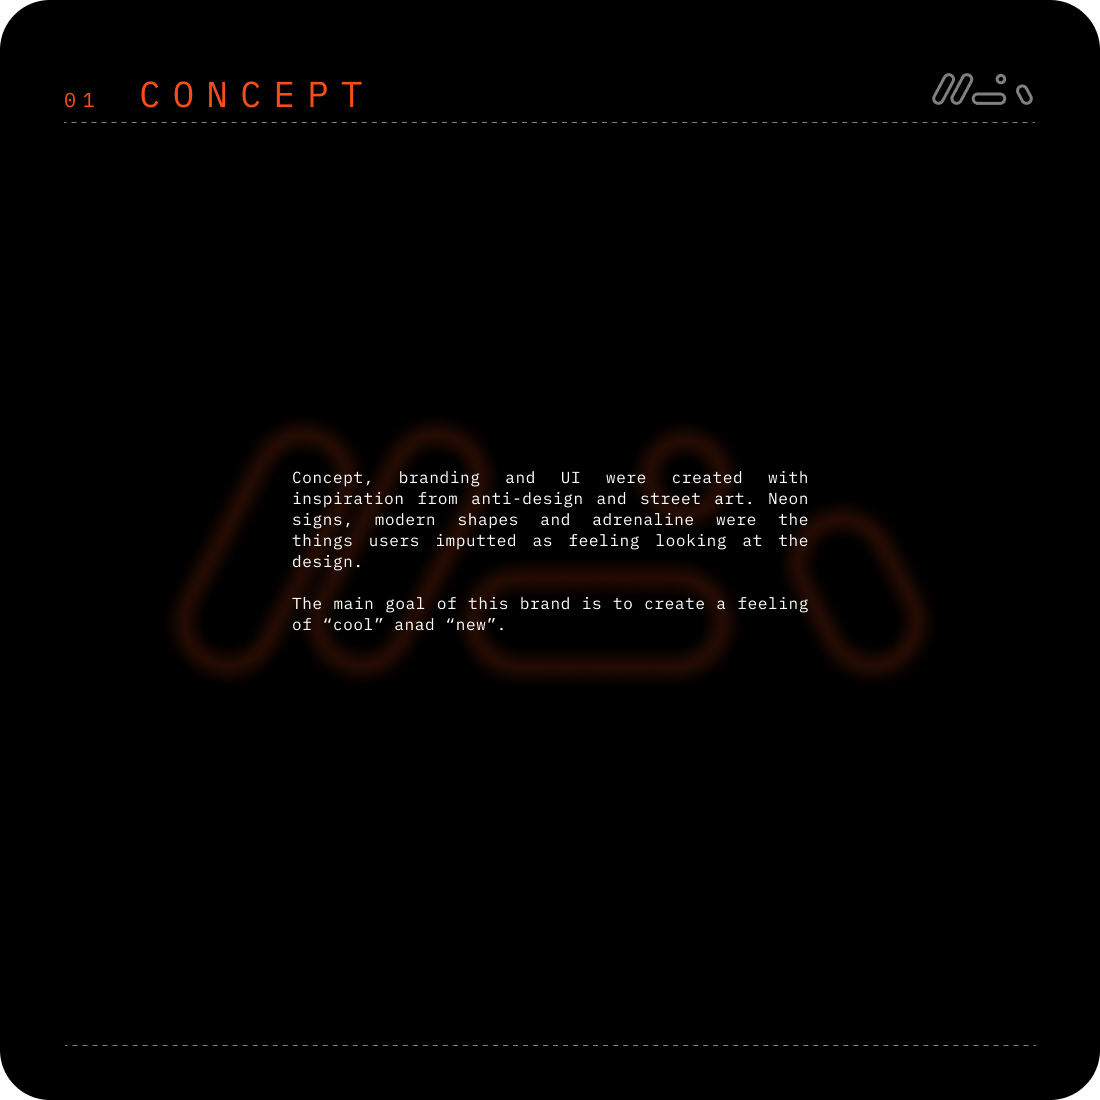 01 CONCEPT
Concept, branding and UI were created with
inspiration from anti-design and street art. Neon
signs, modern shapes and adrenaline were the
things users imputted as feeling looking at the
design.
The main goal of this brand is to create a feeling
of “cool” anad “new”.